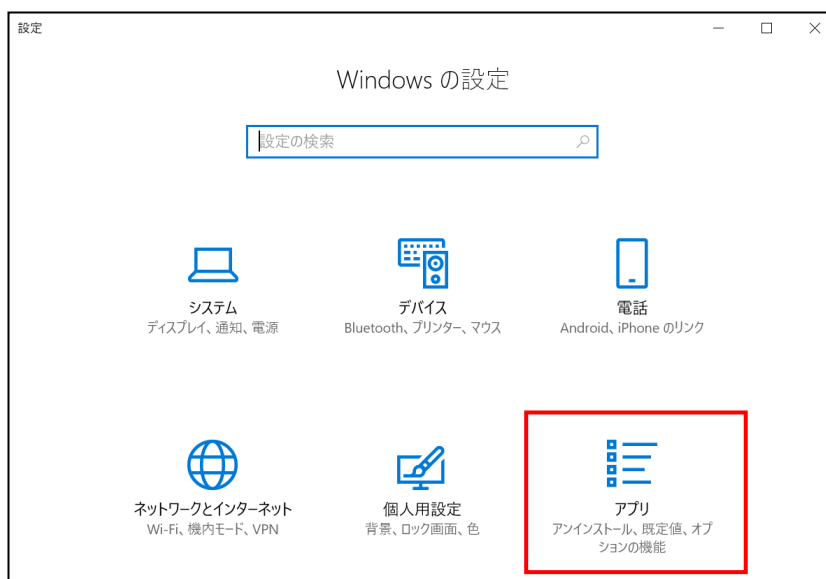 設定
Windows の設定
設定の検索
システム
ディスプレイ、通知、電源
デバイス
Bluetooth、プリンター、マウス
電話
Android、iPhone のリンク
ネットワークとインターネット
Wi-Fi、機内モード、VPN
個人用設定
背景、ロック画面、色
アプリ
アンインストール、既定値、オプ
ションの機能